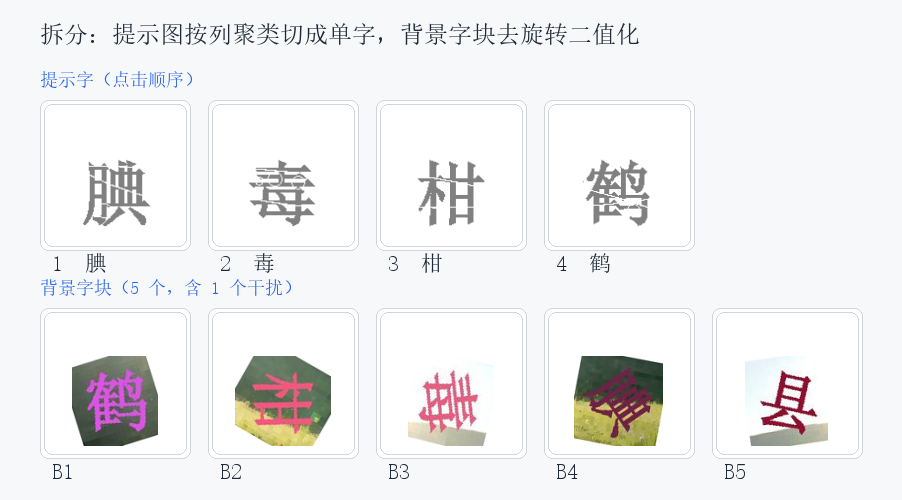 拆分：提示图按列聚类切成单字，背景字块去旋转二值化
提示字（点击顺序）
腆 毒 柑 鹤
1 腆 2 毒 3 柑 4 鹤
背景字块（5 个，含 1 个干扰）
鹤 柑 毒 腆 县
B1 B2 B3 B4 B5